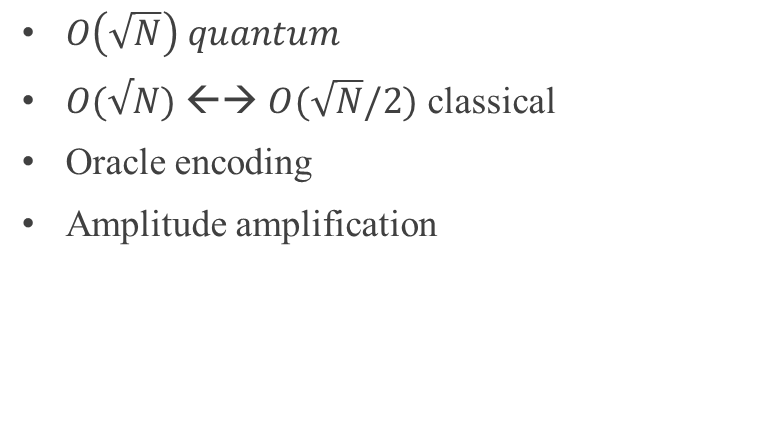 • O(√N) quantum
• O(√N) ←→ O(√N/2) classical
• Oracle encoding
• Amplitude amplification